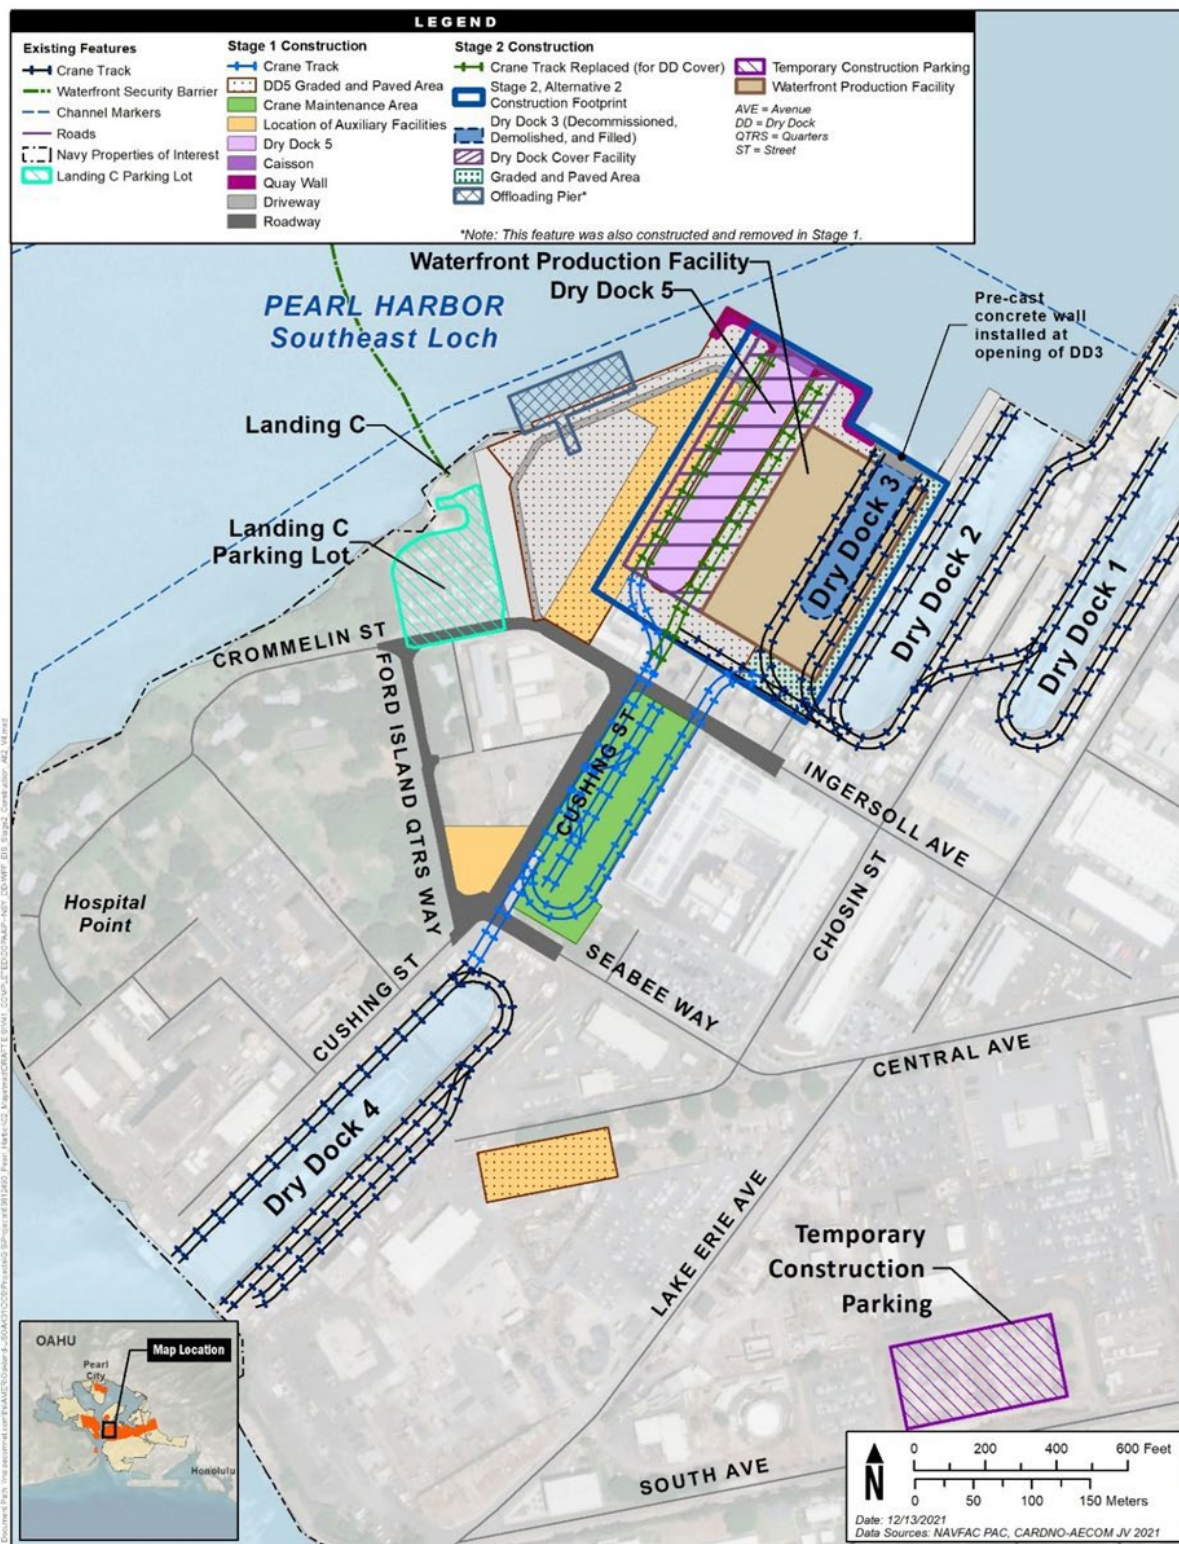 LEGEND
Existing Features
Crane Track
Waterfront Security Barrier
Channel Markers
Roads
Navy Properties of Interest
Landing C Parking Lot
Stage 1 Construction
Crane Track
DD5 Graded and Paved Area
Crane Maintenance Area
Location of Auxiliary Facilities
Dry Dock 5
Caisson
Quay Wall
Driveway
Roadway
Stage 2 Construction
Crane Track Replaced (for DD Cover)
Stage 2, Alternative 2
Construction Footprint
Dry Dock 3 (Decommissioned,
Demolished, and Filled)
Dry Dock Cover Facility
Graded and Paved Area
Offloading Pier*
Temporary Construction Parking
Waterfront Production Facility
AVE = Avenue
DD = Dry Dock
QTRS = Quarters
ST = Street
*Note: This feature was also constructed and removed in Stage 1.
Waterfront Production Facility
Dry Dock 5
PEARL HARBOR
Southeast Loch
Pre-cast
concrete wall
installed at
opening of DD3
Landing C
Landing C
Parking Lot
Dry Dock 3
Dry Dock 2
Dry Dock 1
CROMMELIN ST
FORD ISLAND QTRS WAY
CUSHING ST
INGERSOLL AVE
CHOSIN ST
Hospital
Point
CUSHING ST
SEABEE WAY
CENTRAL AVE
Dry Dock 4
LAKE ERIE AVE
Temporary
Construction
Parking
SOUTH AVE
OAHU
Pearl
City
Map Location
Honolulu
N
0 200 400 600 Feet
0 50 100 150 Meters
Date: 12/13/2021
Data Sources: NAVFAC PAC, CARDNO-AECOM JV 2021